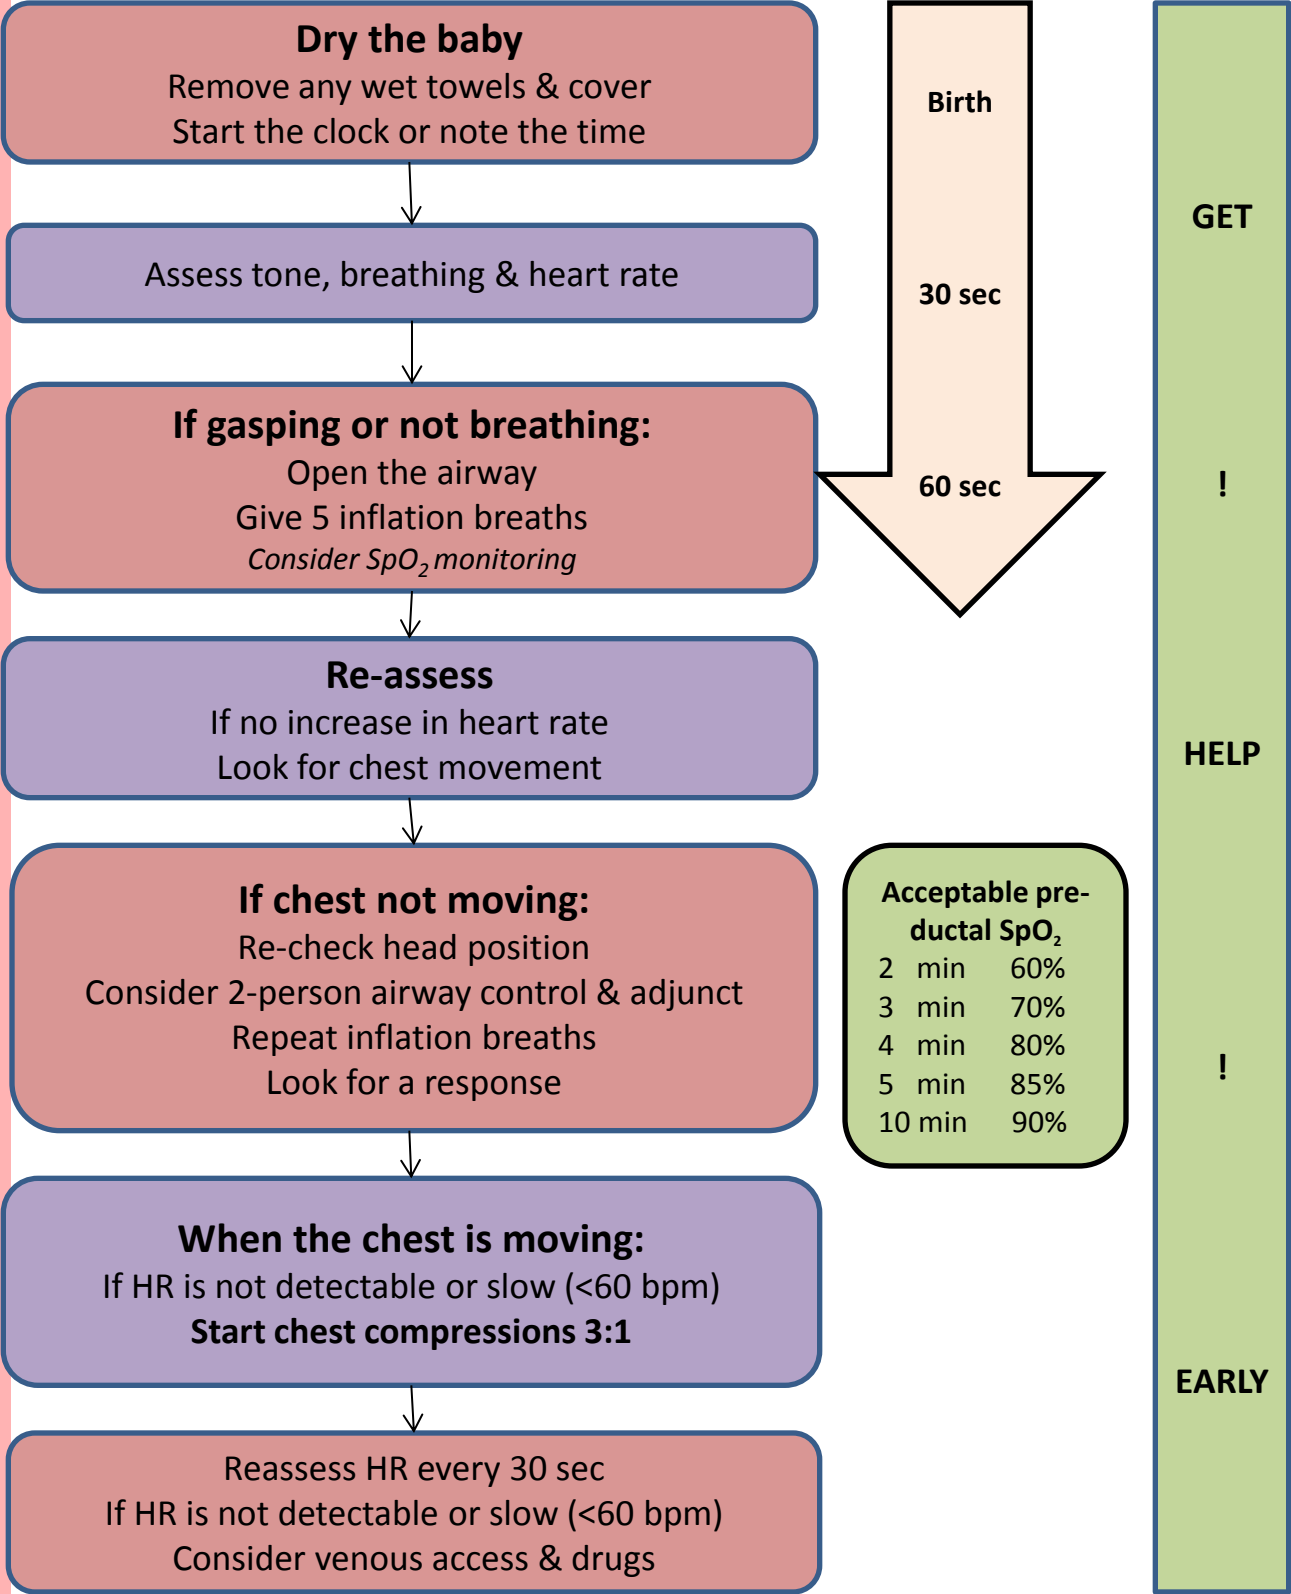 Dry the baby
Remove any wet towels & cover
Start the clock or note the time
Assess tone, breathing & heart rate
If gasping or not breathing:
Open the airway
Give 5 inflation breaths
Consider SpO₂ monitoring
Re-assess
If no increase in heart rate
Look for chest movement
If chest not moving:
Re-check head position
Consider 2-person airway control & adjunct
Repeat inflation breaths
Look for a response
When the chest is moving:
If HR is not detectable or slow (<60 bpm)
Start chest compressions 3:1
Reassess HR every 30 sec
If HR is not detectable or slow (<60 bpm)
Consider venous access & drugs
Birth
30 sec
60 sec
Acceptable pre-
ductal SpO₂
2 min 60%
3 min 70%
4 min 80%
5 min 85%
10 min 90%
GET
!
HELP
!
EARLY